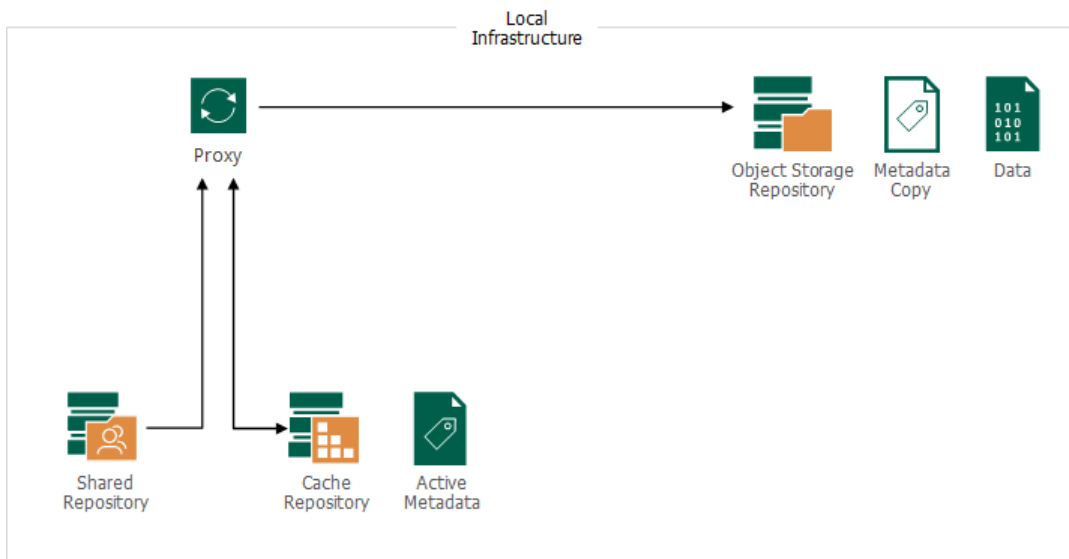 Local
Infrastructure
Proxy
101
010
101
Object Storage
Repository
Metadata
Copy
Data
Shared
Repository
Cache
Repository
Active
Metadata